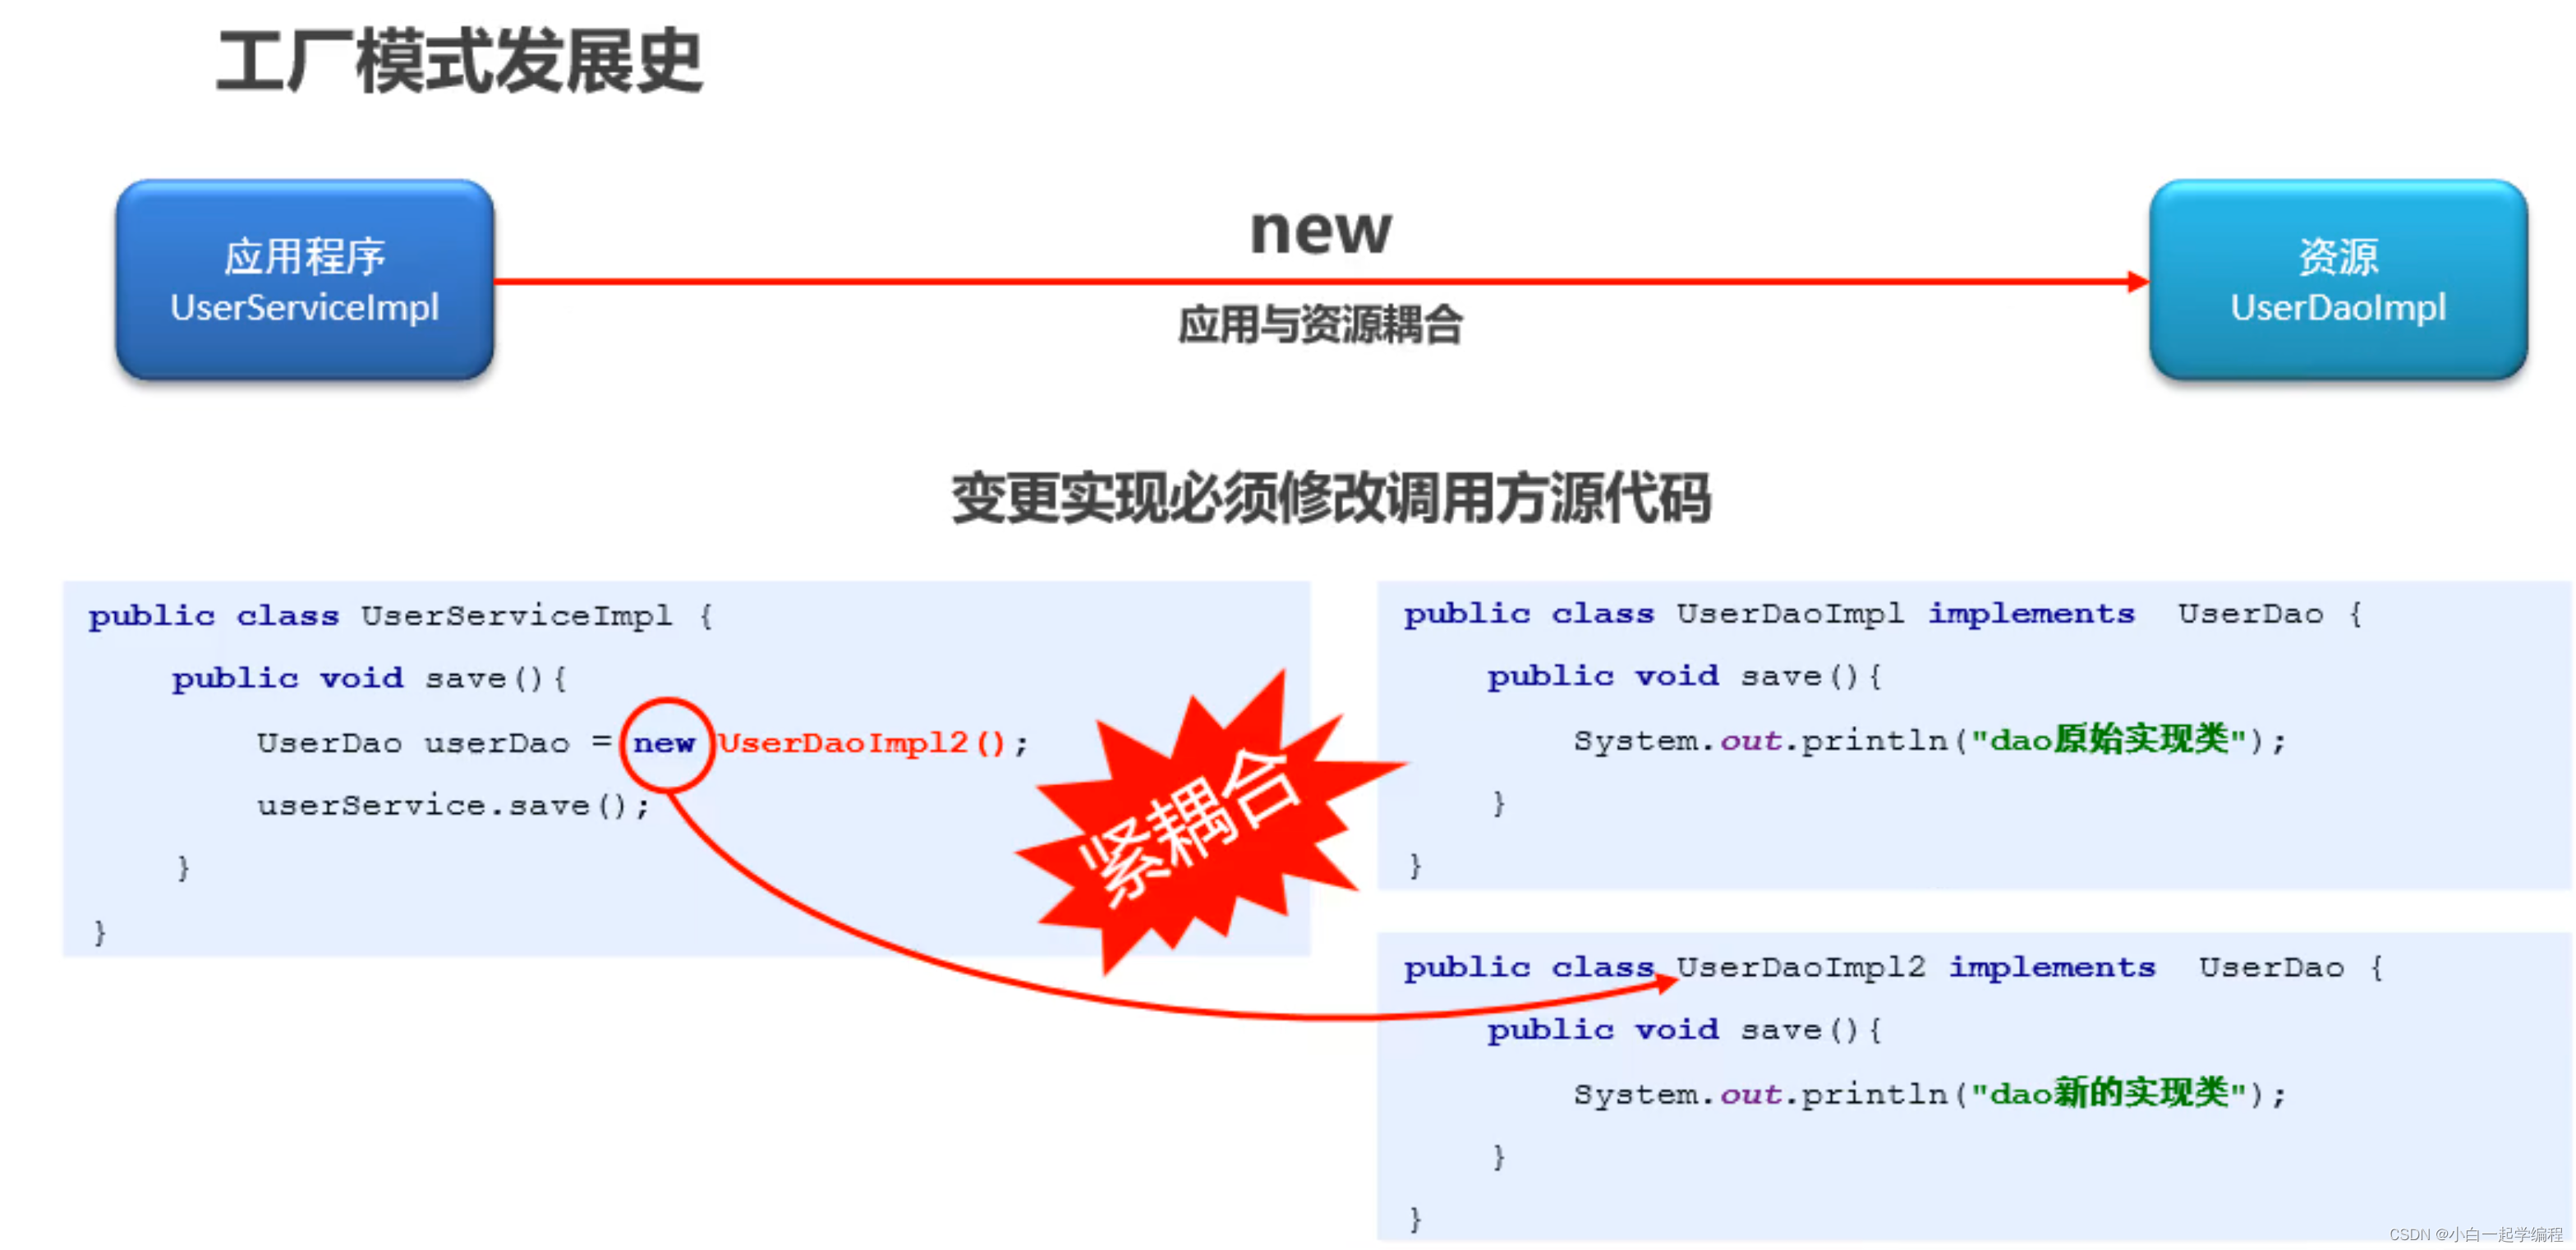 工厂模式发展史
应用程序
UserServiceImpl
new
应用与资源耦合
资源
UserDaoImpl
变更实现必须修改调用方源代码
public class UserServiceImpl {
public void save(){
UserDao userDao = new UserDaoImpl2();
userService.save();
}
}
紧耦合
public class UserDaoImpl implements UserDao {
public void save(){
System.out.println("dao原始实现类");
}
}
public class UserDaoImpl2 implements UserDao {
public void save(){
System.out.println("dao新的实现类");
}
}
CSDN @小白一起学编程